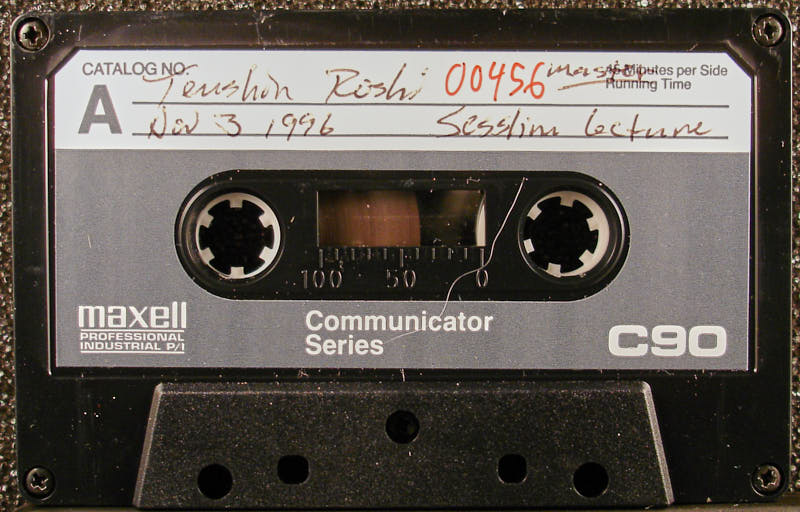 CATALOG NO.
45 Minutes per Side
Running Time
A
Tenshin Roshi 00456 master
Nov 3 1996 Sesshin Lecture
100 50 0
maxell
PROFESSIONAL
INDUSTRIAL P/I
Communicator
Series
C90